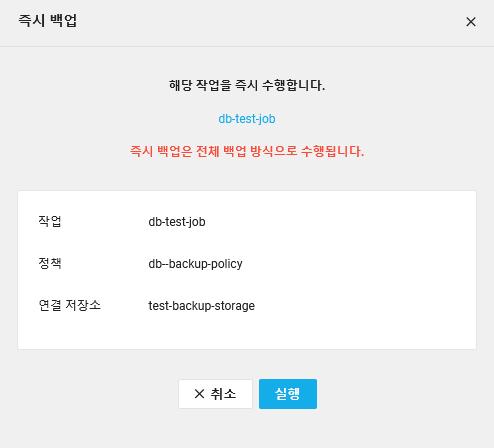 즉시 백업
해당 작업을 즉시 수행합니다.
db-test-job
즉시 백업은 전체 백업 방식으로 수행됩니다.
작업 db-test-job
정책 db--backup-policy
연결 저장소 test-backup-storage
취소 실행